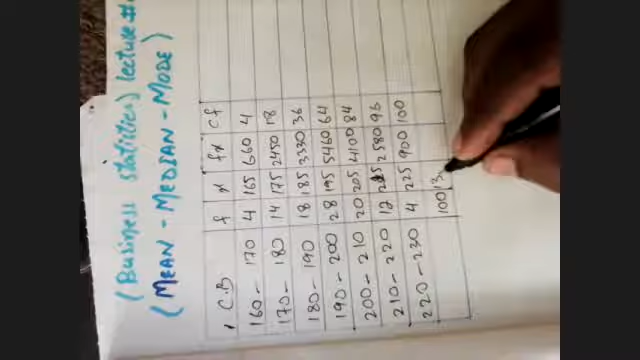 (Business statistics) lecture #
(MEAN - MEDIAN - MODE)
C.B f x fx cf
160 - 170 4 165 660 4
170 - 180 14 175 2450 18
180 - 190 18 185 3330 36
190 - 200 28 195 5460 64
200 - 210 20 205 4100 84
210 - 220 12 215 2580 96
220 - 230 4 225 900 100
100 13